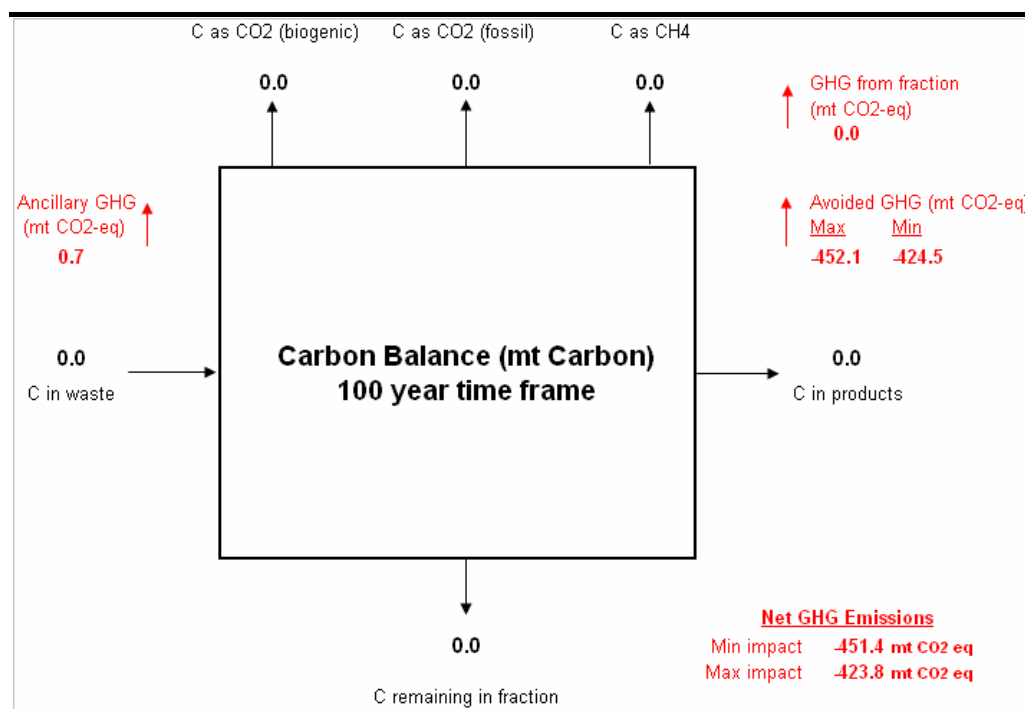 C as CO2 (biogenic) C as CO2 (fossil) C as CH4
0.0 0.0 0.0
GHG from fraction
(mt CO2-eq)
0.0
Ancillary GHG
(mt CO2-eq)
0.7
Avoided GHG (mt CO2-eq)
Max Min
-452.1 -424.5
Carbon Balance (mt Carbon)
100 year time frame
0.0
C in waste
0.0
C in products
0.0
C remaining in fraction
Net GHG Emissions
Min impact -451.4 mt CO2 eq
Max impact -423.8 mt CO2 eq